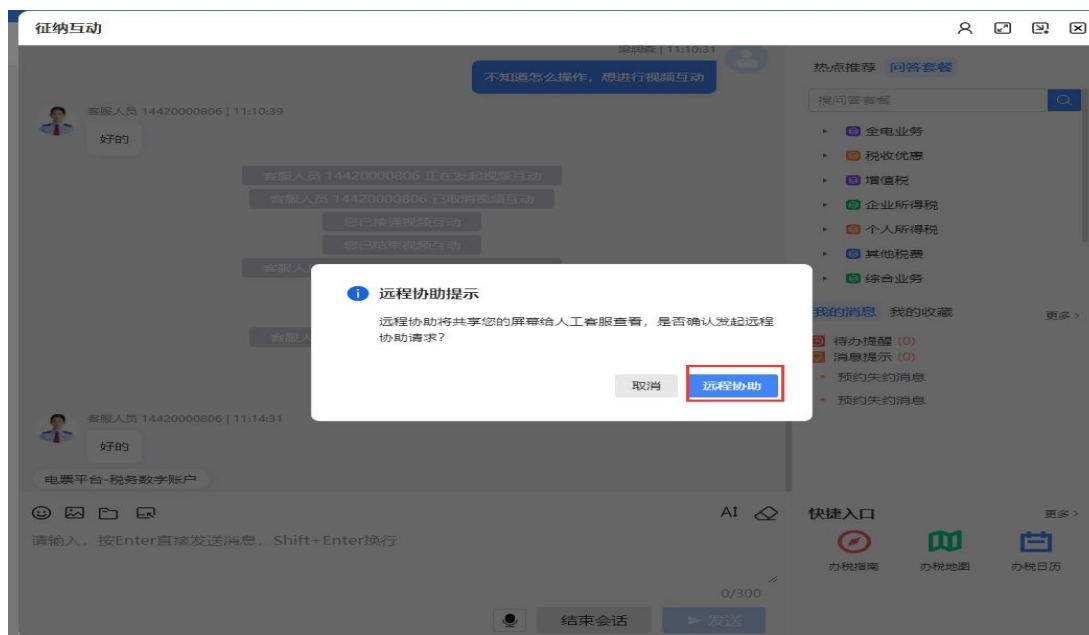 征纳互动
梁润森 | 11:10:31
不知道怎么操作，想进行视频互动
客服人员 14420000806 | 11:10:39
好的
客服人员 14420000806 正在发起视频互动
客服人员 14420000806 已取消视频互动
您已接通视频互动
您已结束视频互动
客服人
远程协助提示
远程协助将共享您的屏幕给人工客服查看，是否确认发起远程
协助请求？
取消
远程协助
客服人
客服人员 14420000806 | 11:14:31
好的
电票平台-税务数字账户
AI
请输入，按Enter直接发送消息，Shift+Enter换行
0/300
结束会话
发送
热点推荐 问答套餐
搜问答套餐
全电业务
税收优惠
增值税
企业所得税
个人所得税
其他税费
综合业务
我的消息 我的收藏 更多>
待办提醒 (0)
消息提示 (0)
预约失约消息
预约失约消息
快捷入口 更多>
办税指南 办税地图 办税日历